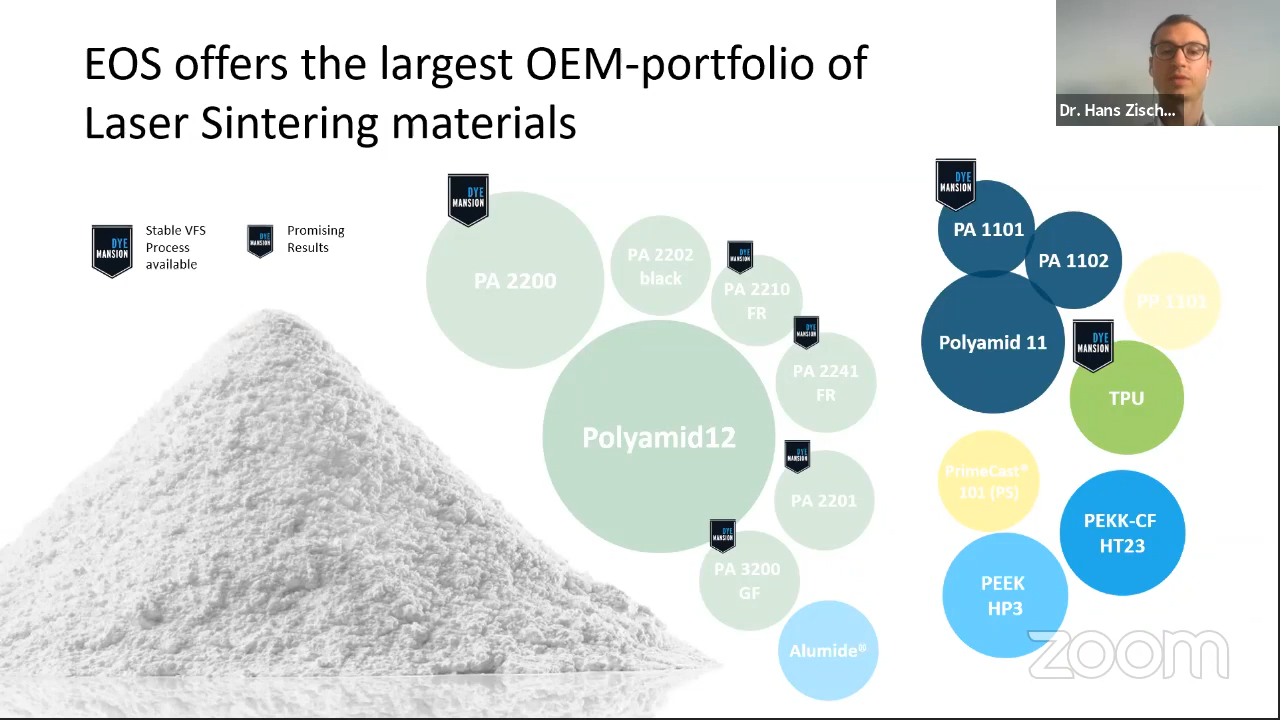 EOS offers the largest OEM-portfolio of
Laser Sintering materials
Dr. Hans Zisch...
DYE
MANSION
Stable VFS
Process
available
DYE
MANSION
Promising
Results
DYE
MANSION
PA 2200
PA 2202
black
DYE
MANSION
PA 2210
FR
DYE
MANSION
PA 2241
FR
Polyamid12
DYE
MANSION
PA 2201
DYE
MANSION
PA 3200
GF
Alumide®
DYE
MANSION
PA 1101
PA 1102
PP 1101
Polyamid 11
DYE
MANSION
TPU
PrimeCast®
101 (PS)
PEKK-CF
HT23
PEEK
HP3
zoom